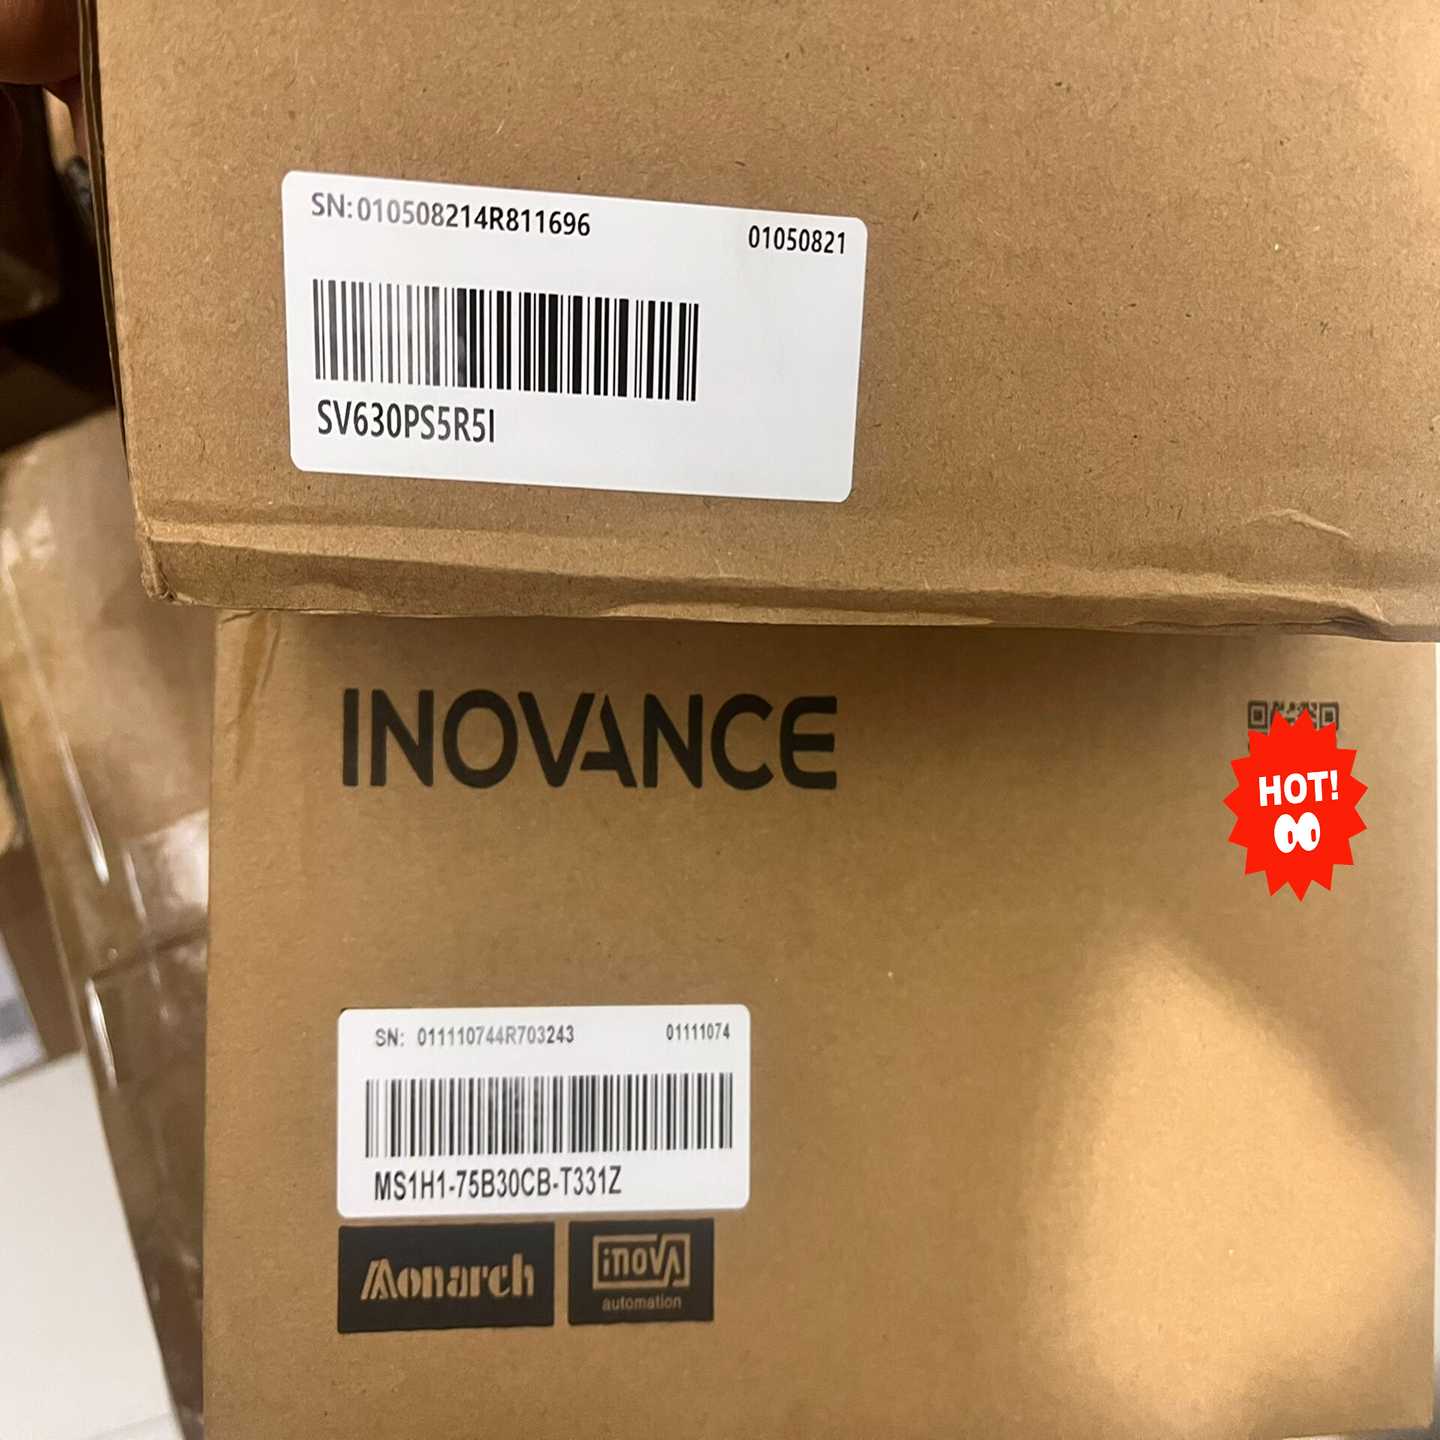 SN:010508214R811696 01050821
SV630PS5R5I
INOVANCE
HOT!
SN: 011110744R703243 01111074
MS1H1-75B30CB-T331Z
Monarch inovA
automation